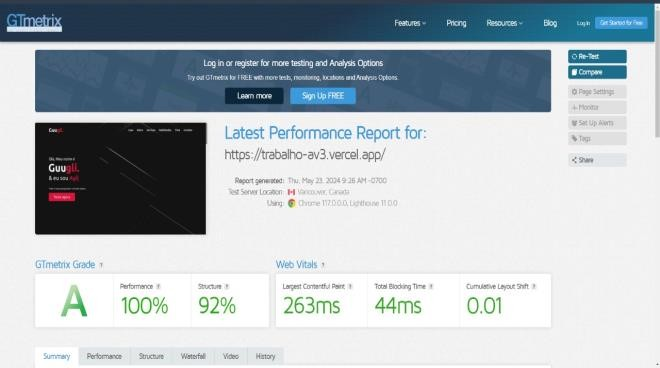 GTmetrix
Features Pricing Resources Blog Log In Get Started for Free
Log in or register for more testing and Analysis Options
Try out GTmetrix for FREE with more tests, monitoring, locations and Analysis Options.
Learn more Sign Up FREE
Re-Test
Compare
Page Settings
Monitor
Set Up Alerts
Tags
Share
Guugli.
Guugli.
Latest Performance Report for:
https://trabalho-av3.vercel.app/
Report generated: Thu, May 23, 2024 9:26 AM -0700
Test Server Location: Vancouver, Canada
Using: Chrome 117.0.0.0, Lighthouse 11.0.0
GTmetrix Grade ?
A
Performance ?
100%
Structure ?
92%
Web Vitals ?
Largest Contentful Paint ?
263ms
Total Blocking Time ?
44ms
Cumulative Layout Shift ?
0.01
Summary Performance Structure Waterfall Video History